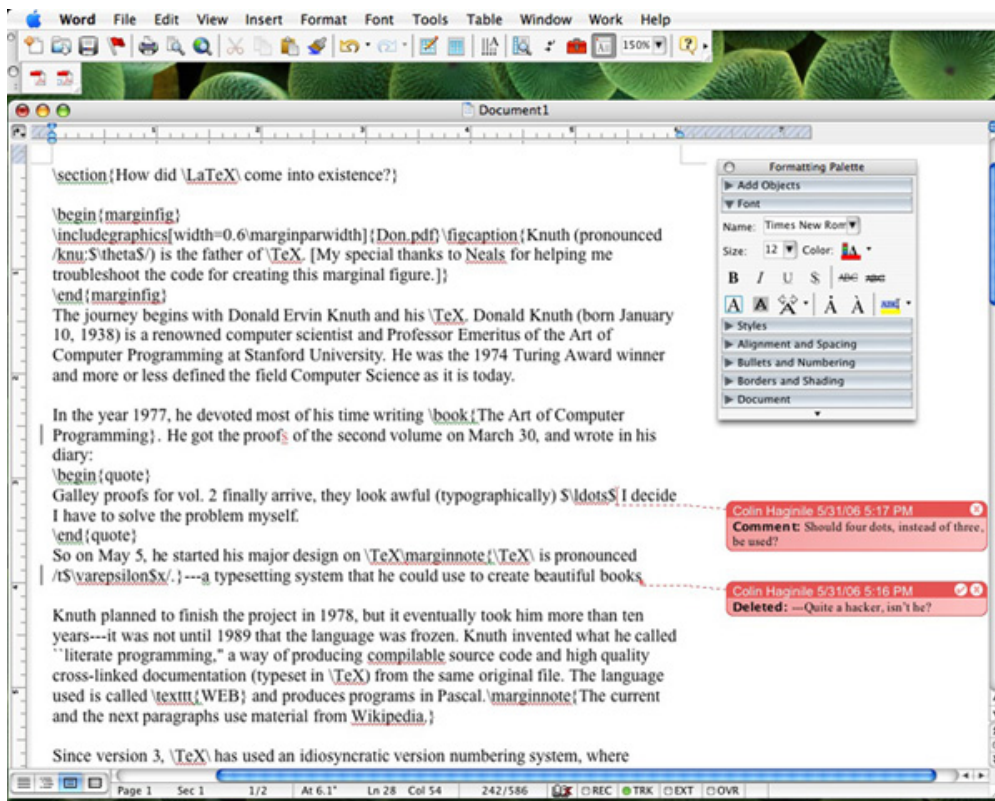 Word File Edit View Insert Format Font Tools Table Window Work Help
150%
Document1
\section{How did \LaTeX\ come into existence?}
\begin{marginfig}
\includegraphics[width=0.6\marginparwidth]{Don.pdf}\figcaption{Knuth (pronounced
/knu:$\theta$/) is the father of \TeX. [My special thanks to Neals for helping me
troubleshoot the code for creating this marginal figure.]}
\end{marginfig}
The journey begins with Donald Ervin Knuth and his \TeX. Donald Knuth (born January
10, 1938) is a renowned computer scientist and Professor Emeritus of the Art of
Computer Programming at Stanford University. He was the 1974 Turing Award winner
and more or less defined the field Computer Science as it is today.
In the year 1977, he devoted most of his time writing \book{The Art of Computer
Programming}. He got the proofs of the second volume on March 30, and wrote in his
diary:
\begin{quote}
Galley proofs for vol. 2 finally arrive, they look awful (typographically) $\ldots$ I decide
I have to solve the problem myself.
\end{quote}
So on May 5, he started his major design on \TeX\marginnote{\TeX\ is pronounced
/t$\varepsilon$x/.}---a typesetting system that he could use to create beautiful books
Knuth planned to finish the project in 1978, but it eventually took him more than ten
years---it was not until 1989 that the language was frozen. Knuth invented what he called
``literate programming," a way of producing compilable source code and high quality
cross-linked documentation (typeset in \TeX) from the same original file. The language
used is called \texttt{WEB} and produces programs in Pascal.\marginnote{The current
and the next paragraphs use material from Wikipedia.}
Since version 3, \TeX\ has used an idiosyncratic version numbering system, where
Formatting Palette
Add Objects
Font
Name: Times New Rom
Size: 12 Color:
B I U S ABC ABC
A A A A A ABC
Styles
Alignment and Spacing
Bullets and Numbering
Borders and Shading
Document
Colin Haginile 5/31/06 5:17 PM
Comment: Should four dots, instead of three,
be used?
Colin Haginile 5/31/06 5:16 PM
Deleted: ---Quite a hacker, isn't he?
Page 1 Sec 1 1/2 At 6.1" Ln 28 Col 54 242/586 REC TRK EXT OVR